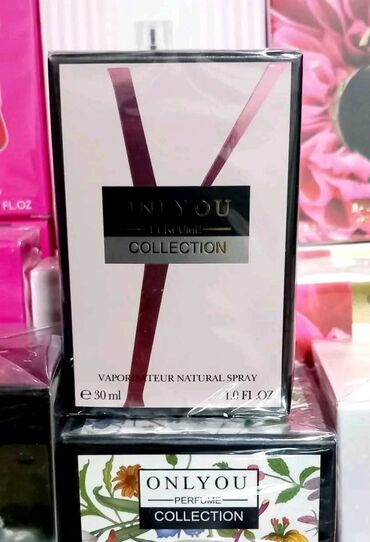 FL.OZ
ONLYOU
PERFUME
COLLECTION
VAPORISATEUR NATURAL SPRAY
℮ 30 ml 1.0 FL.OZ
ONLYOU
PERFUME
COLLECTION